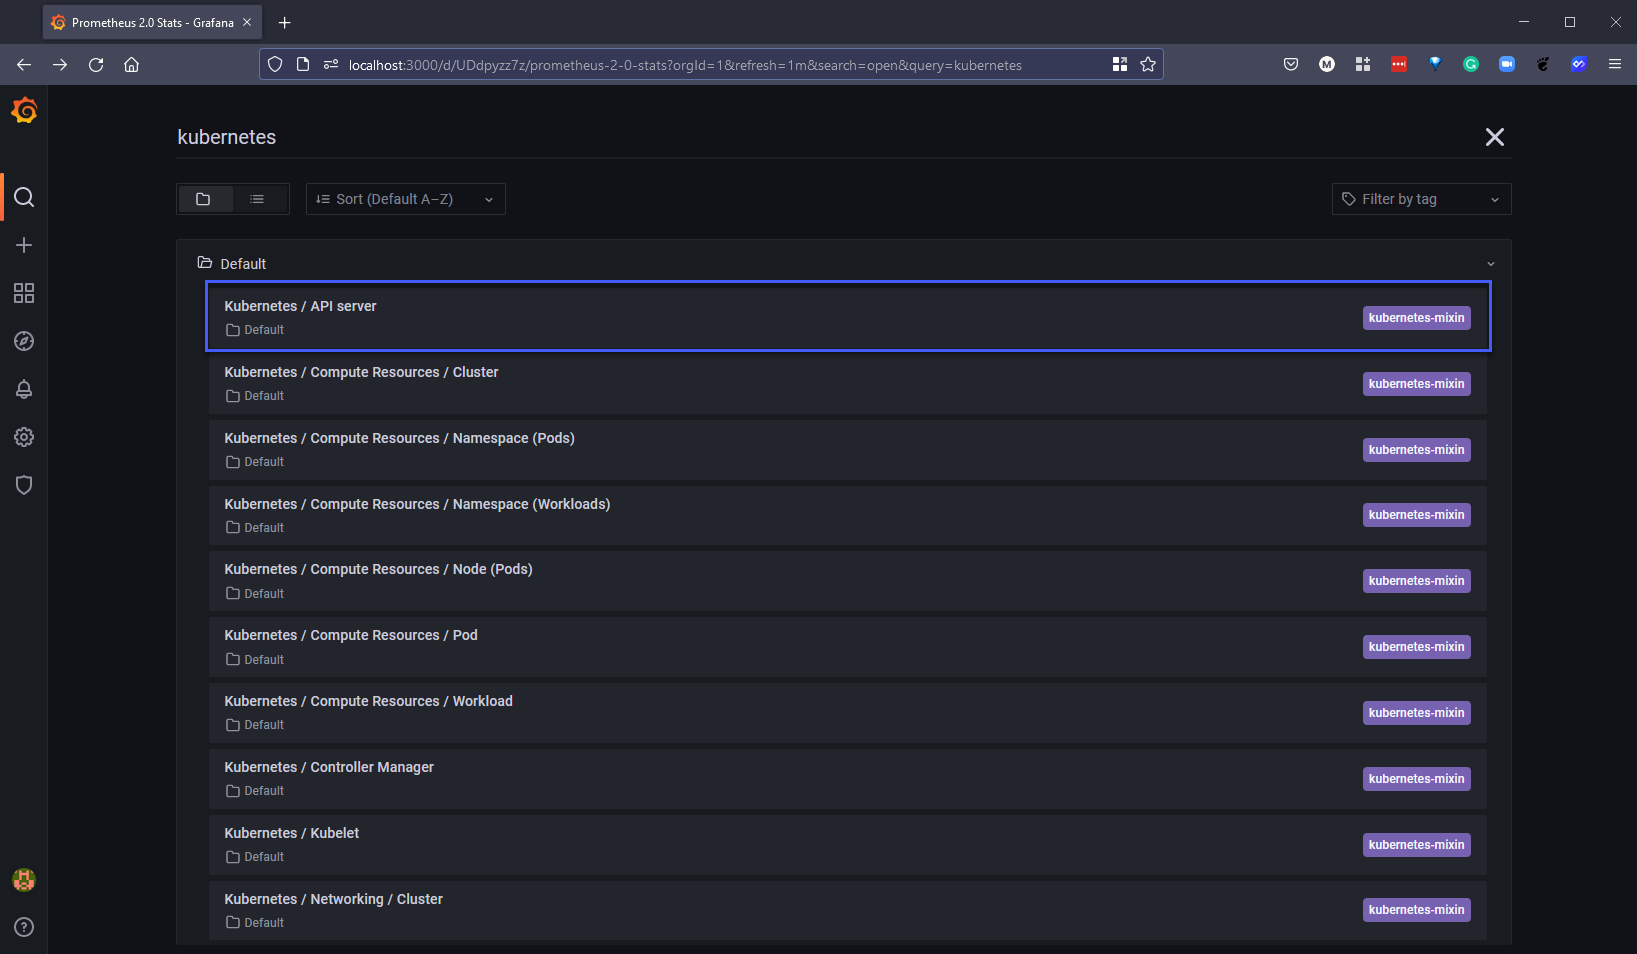 Prometheus 2.0 Stats - Grafana
localhost:3000/d/UDdpyzz7z/prometheus-2-0-stats?orgId=1&refresh=1m&search=open&query=kubernetes
M
G
kubernetes
Sort (Default A–Z)
Filter by tag
Default
Kubernetes / API server
Default
kubernetes-mixin
Kubernetes / Compute Resources / Cluster
Default
kubernetes-mixin
Kubernetes / Compute Resources / Namespace (Pods)
Default
kubernetes-mixin
Kubernetes / Compute Resources / Namespace (Workloads)
Default
kubernetes-mixin
Kubernetes / Compute Resources / Node (Pods)
Default
kubernetes-mixin
Kubernetes / Compute Resources / Pod
Default
kubernetes-mixin
Kubernetes / Compute Resources / Workload
Default
kubernetes-mixin
Kubernetes / Controller Manager
Default
kubernetes-mixin
Kubernetes / Kubelet
Default
kubernetes-mixin
Kubernetes / Networking / Cluster
Default
kubernetes-mixin